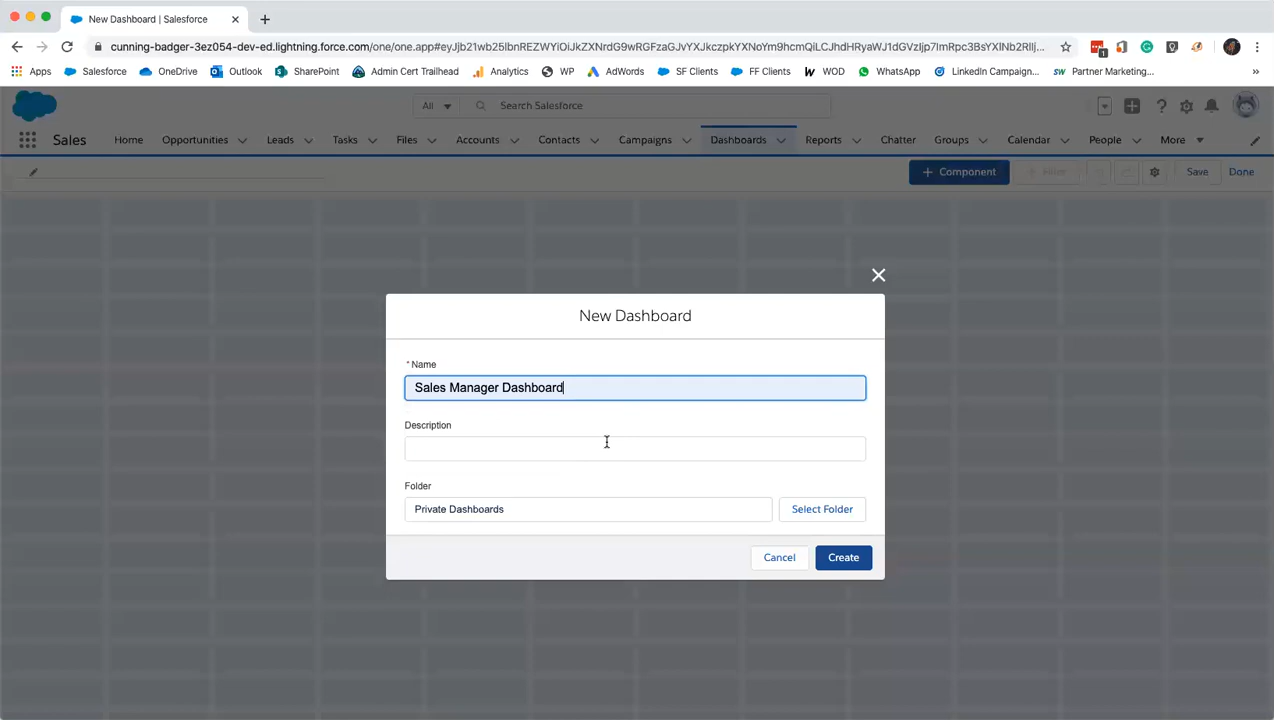 New Dashboard | Salesforce
cunning-badger-3ez054-dev-ed.lightning.force.com/one/one.app#
Apps Salesforce OneDrive Outlook SharePoint Admin Cert Trailhead Analytics WP AdWords SF Clients FF Clients WOD WhatsApp LinkedIn Campaign... Partner Marketing... »
All Search Salesforce
Sales Home Opportunities Leads Tasks Files Accounts Contacts Campaigns Dashboards Reports Chatter Groups Calendar People More
+ Component + Filter Save Done
New Dashboard
* Name
Sales Manager Dashboard
Description
Folder
Private Dashboards Select Folder
Cancel Create